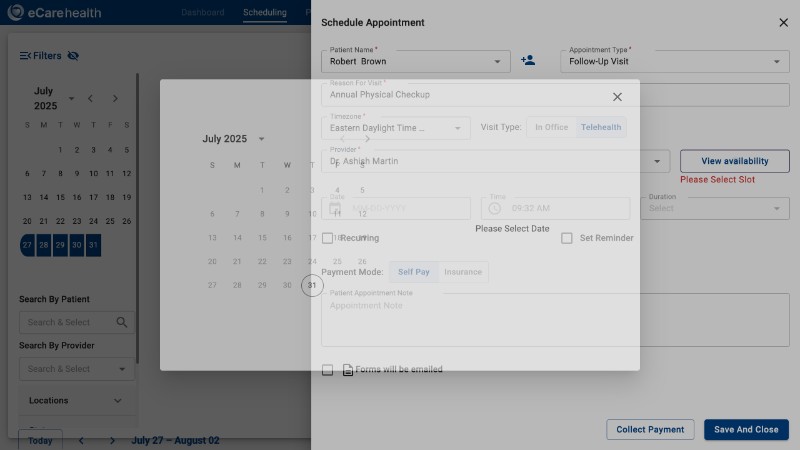 eCarehealth
Dashboard
Scheduling
P
Schedule Appointment
Filters
July
2025
S M T W T F S
1 2 3 4 5
6 7 8 9 10 11 12
13 14 15 16 17 18 19
20 21 22 23 24 25 26
27 28 29 30 31
Search By Patient
Search & Select
Search By Provider
Search & Select
Locations
Today
July 27 – August 02
Patient Name *
Robert Brown
Appointment Type *
Follow-Up Visit
Reason For Visit *
Annual Physical Checkup
Timezone *
Eastern Daylight Time ...
Visit Type:
In Office
Telehealth
Provider *
Dr. Ashish Martin
View availability
Please Select Slot
Date
MM-DD-YYYY
Time
09:32 AM
Duration
Select
Recurring
Set Reminder
Payment Mode:
Self Pay
Insurance
Patient Appointment Note
Appointment Note
Forms will be emailed
Collect Payment
Save And Close
July 2025
S M T W T F S
1 2 3 4 5
6 7 8 9 10 11 12
13 14 15 16 17 18 19
20 21 22 23 24 25 26
27 28 29 30 31
Please Select Date